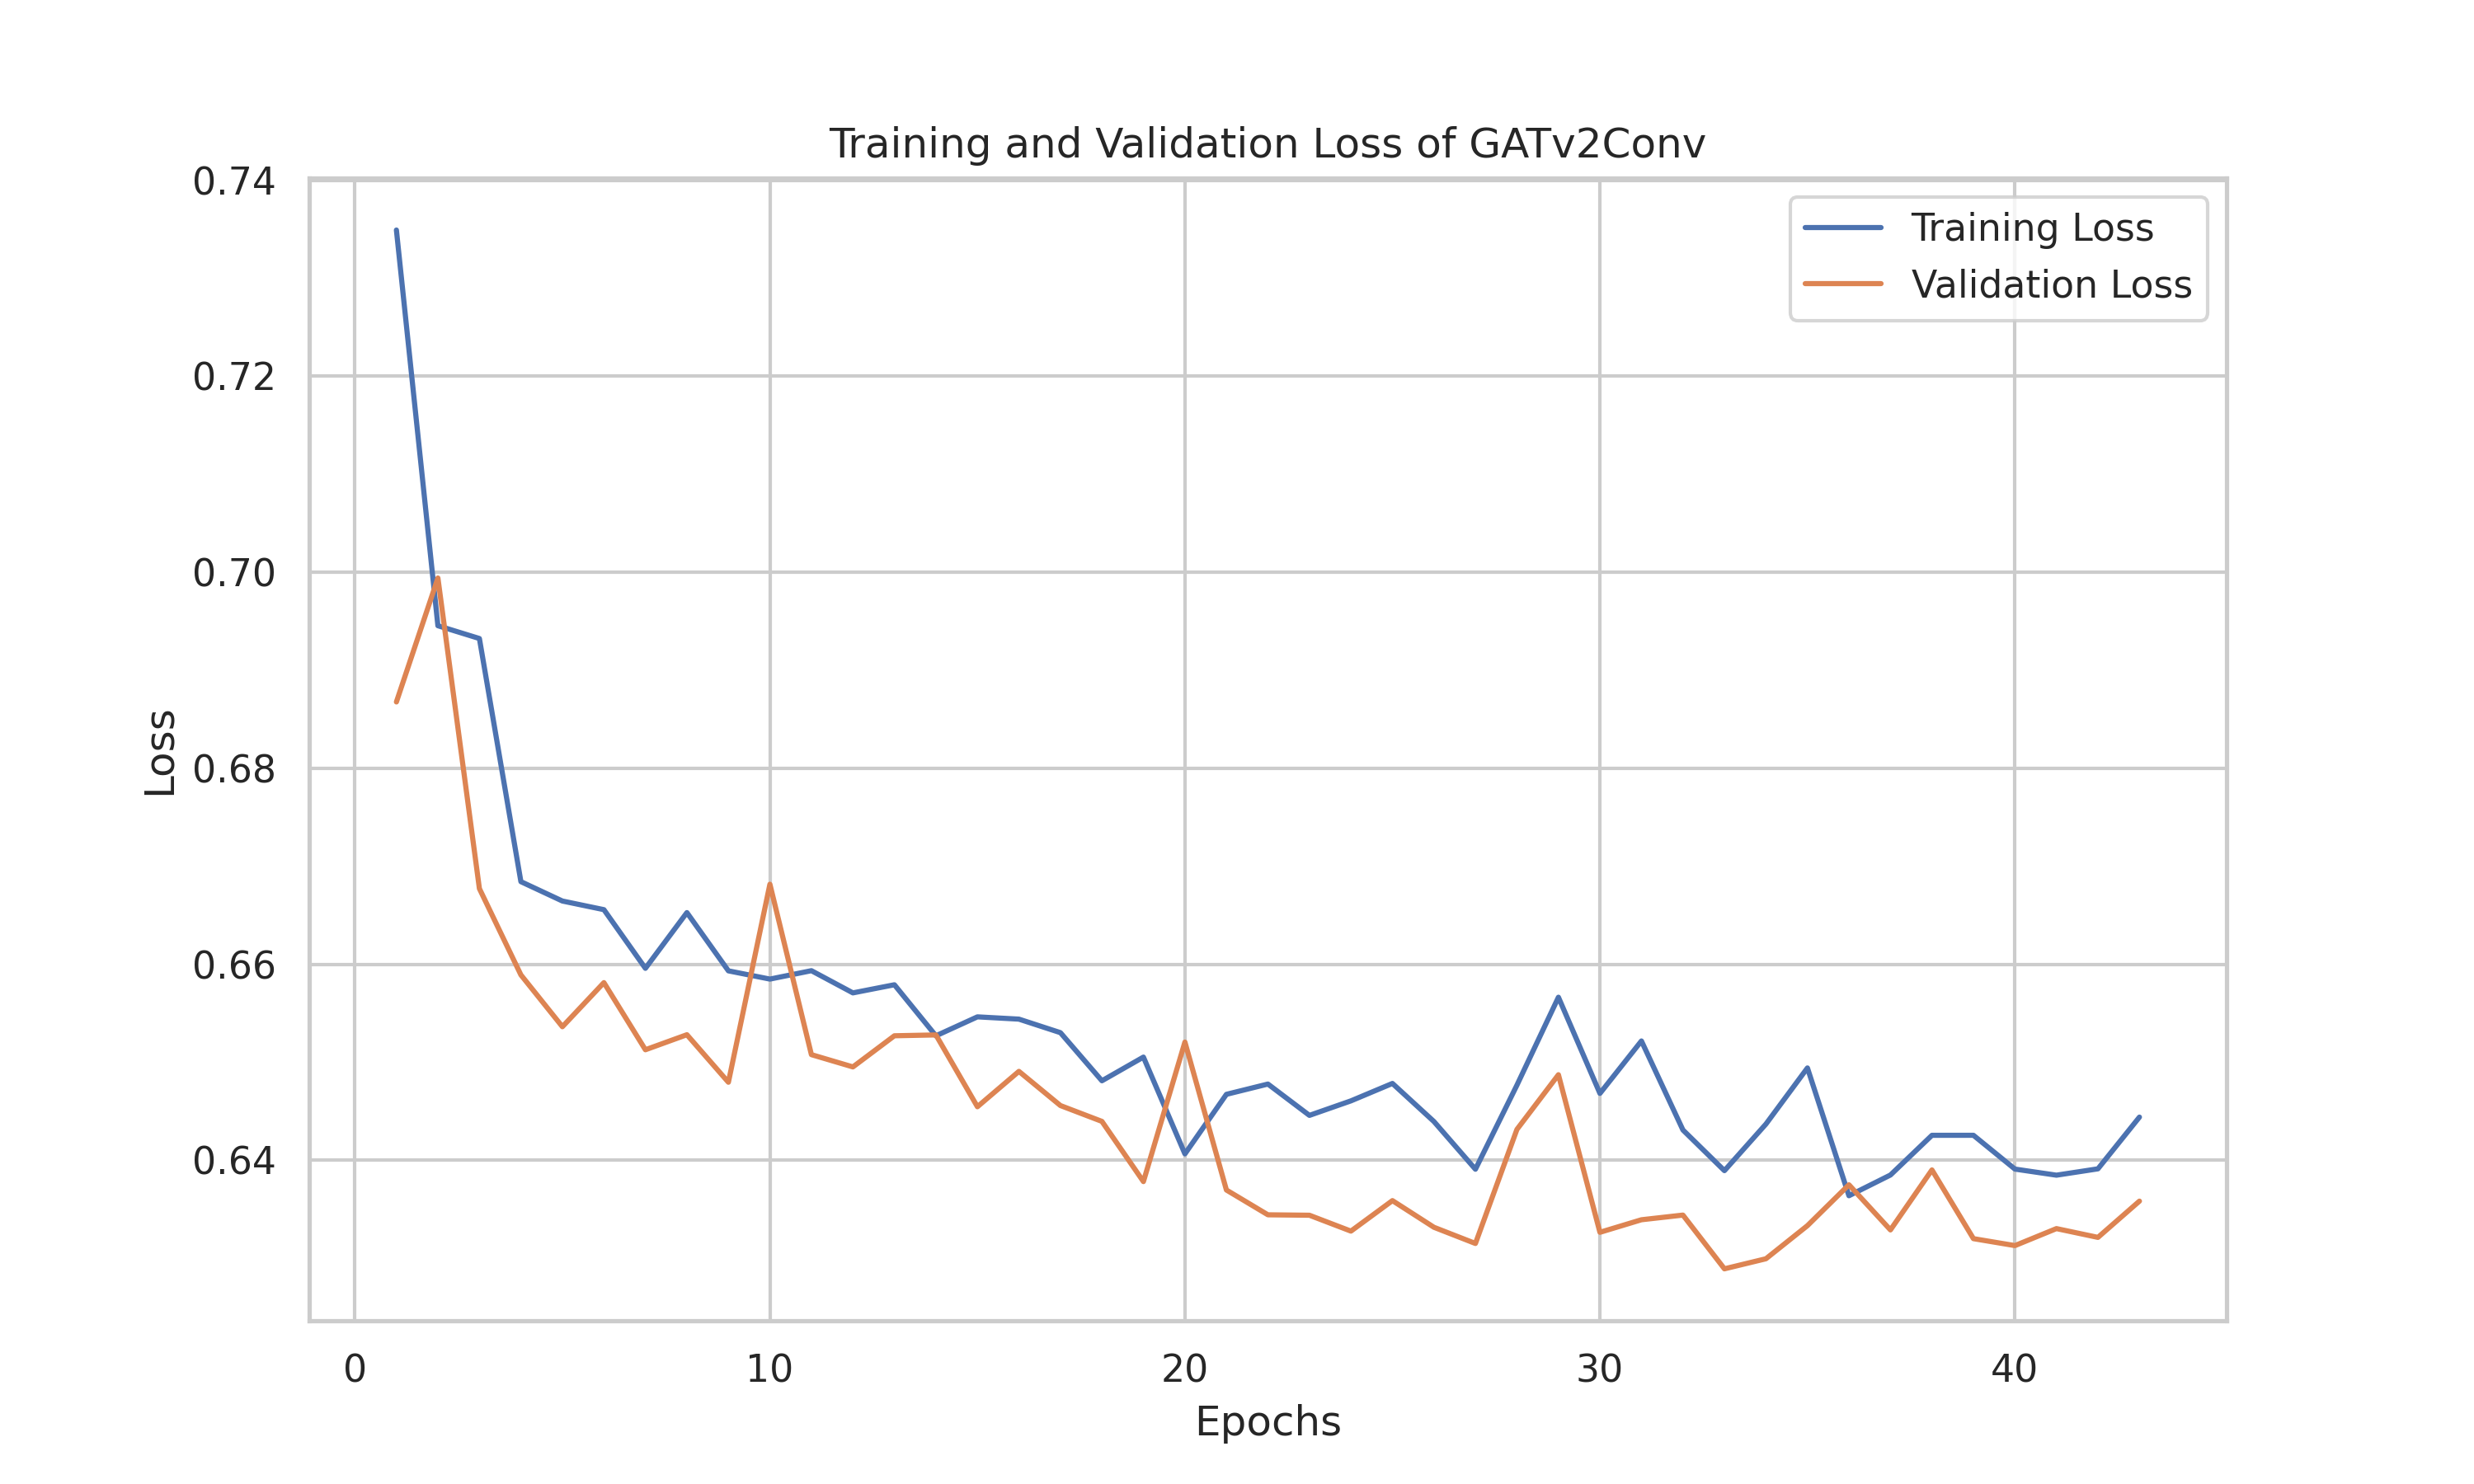 Training and Validation Loss of GATv2Conv
Training Loss
Validation Loss
Loss
0.74
0.72
0.70
0.68
0.66
0.64
0 10 20 30 40
Epochs